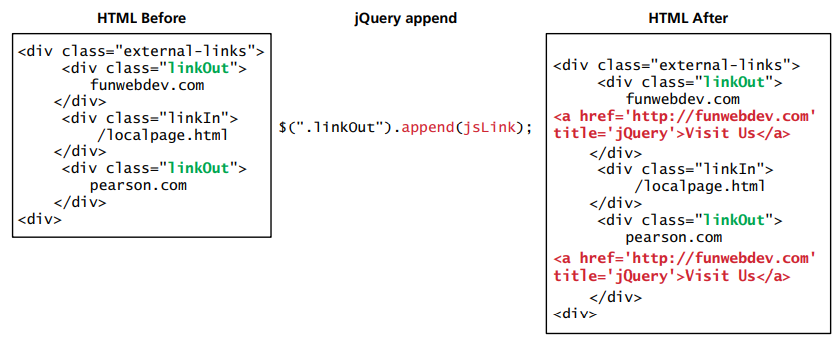 HTML Before
<div class="external-links">
<div class="linkOut">
funwebdev.com
</div>
<div class="linkIn">
/localpage.html
</div>
<div class="linkOut">
pearson.com
</div>
<div>
jQuery append
$(".linkOut").append(jsLink);
HTML After
<div class="external-links">
<div class="linkOut">
funwebdev.com
<a href='http://funwebdev.com'
title='jQuery'>Visit Us</a>
</div>
<div class="linkIn">
/localpage.html
</div>
<div class="linkOut">
pearson.com
<a href='http://funwebdev.com'
title='jQuery'>Visit Us</a>
</div>
<div>